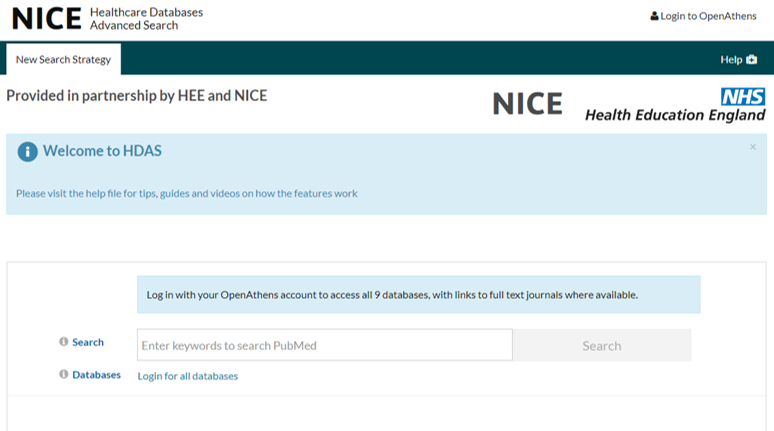 NICE Healthcare Databases
Advanced Search
Login to OpenAthens
New Search Strategy
Help
Provided in partnership by HEE and NICE
NICE
NHS
Health Education England
Welcome to HDAS
×
Please visit the help file for tips, guides and videos on how the features work
Log in with your OpenAthens account to access all 9 databases, with links to full text journals where available.
Search
Enter keywords to search PubMed
Search
Databases
Login for all databases